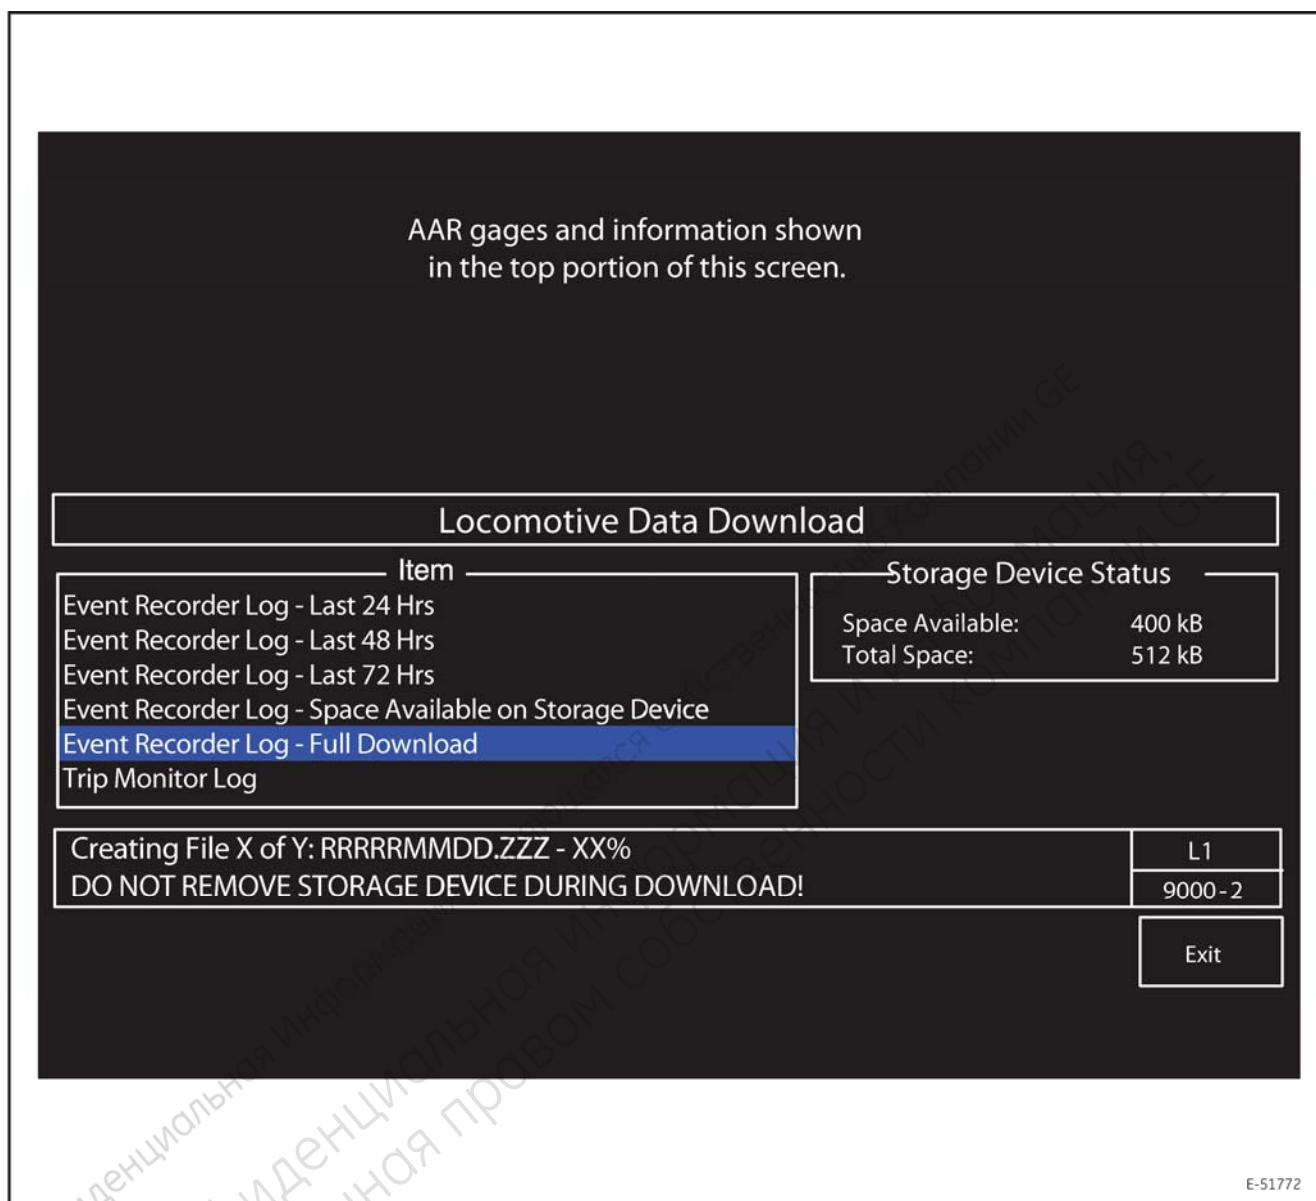 AAR gages and information shown
in the top portion of this screen.
Locomotive Data Download
Item
Event Recorder Log - Last 24 Hrs
Event Recorder Log - Last 48 Hrs
Event Recorder Log - Last 72 Hrs
Event Recorder Log - Space Available on Storage Device
Event Recorder Log - Full Download
Trip Monitor Log
Storage Device Status
Space Available: 400 kB
Total Space: 512 kB
Creating File X of Y: RRRRRMMDD.ZZZ - XX%
DO NOT REMOVE STORAGE DEVICE DURING DOWNLOAD!
L1
9000-2
Exit
E-51772